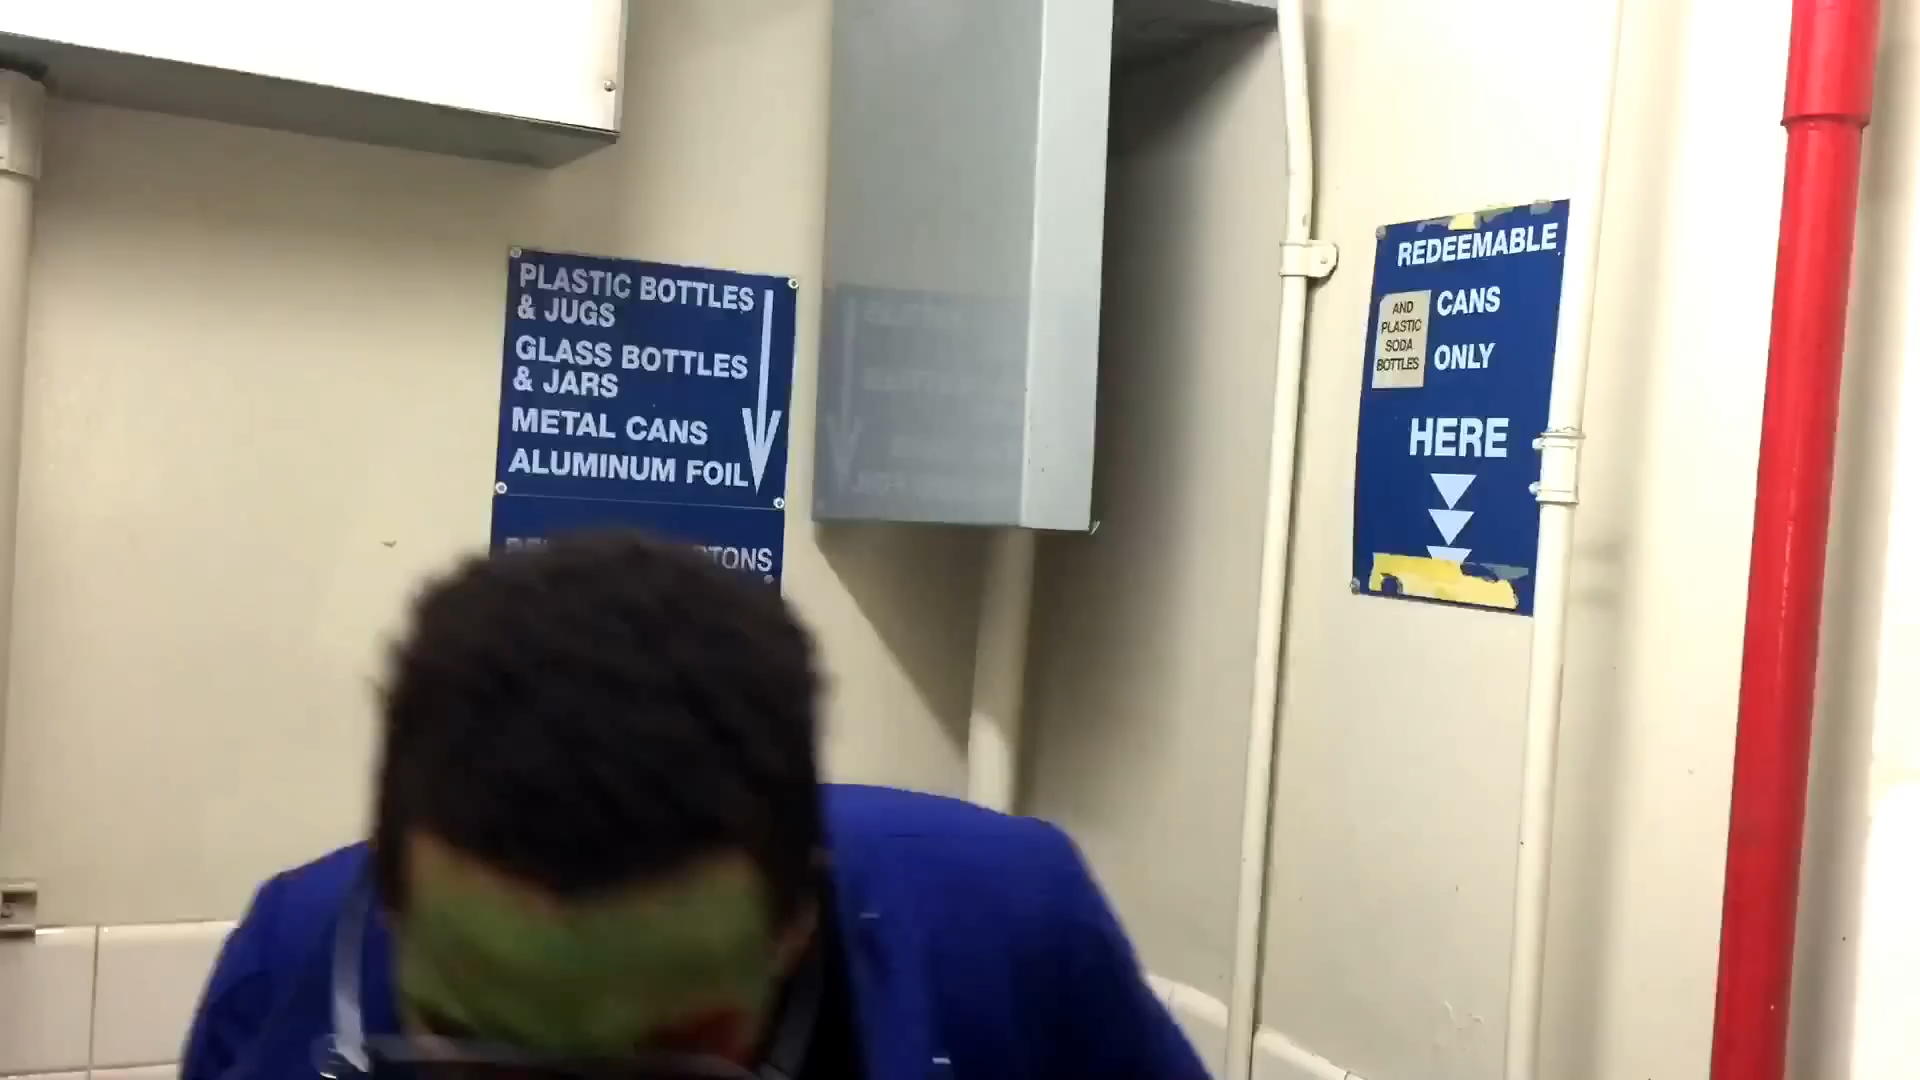 PLASTIC BOTTLES
& JUGS
GLASS BOTTLES
& JARS
METAL CANS
ALUMINUM FOIL
REDEEMABLE
CANS
AND
PLASTIC
SODA
BOTTLES
ONLY
HERE